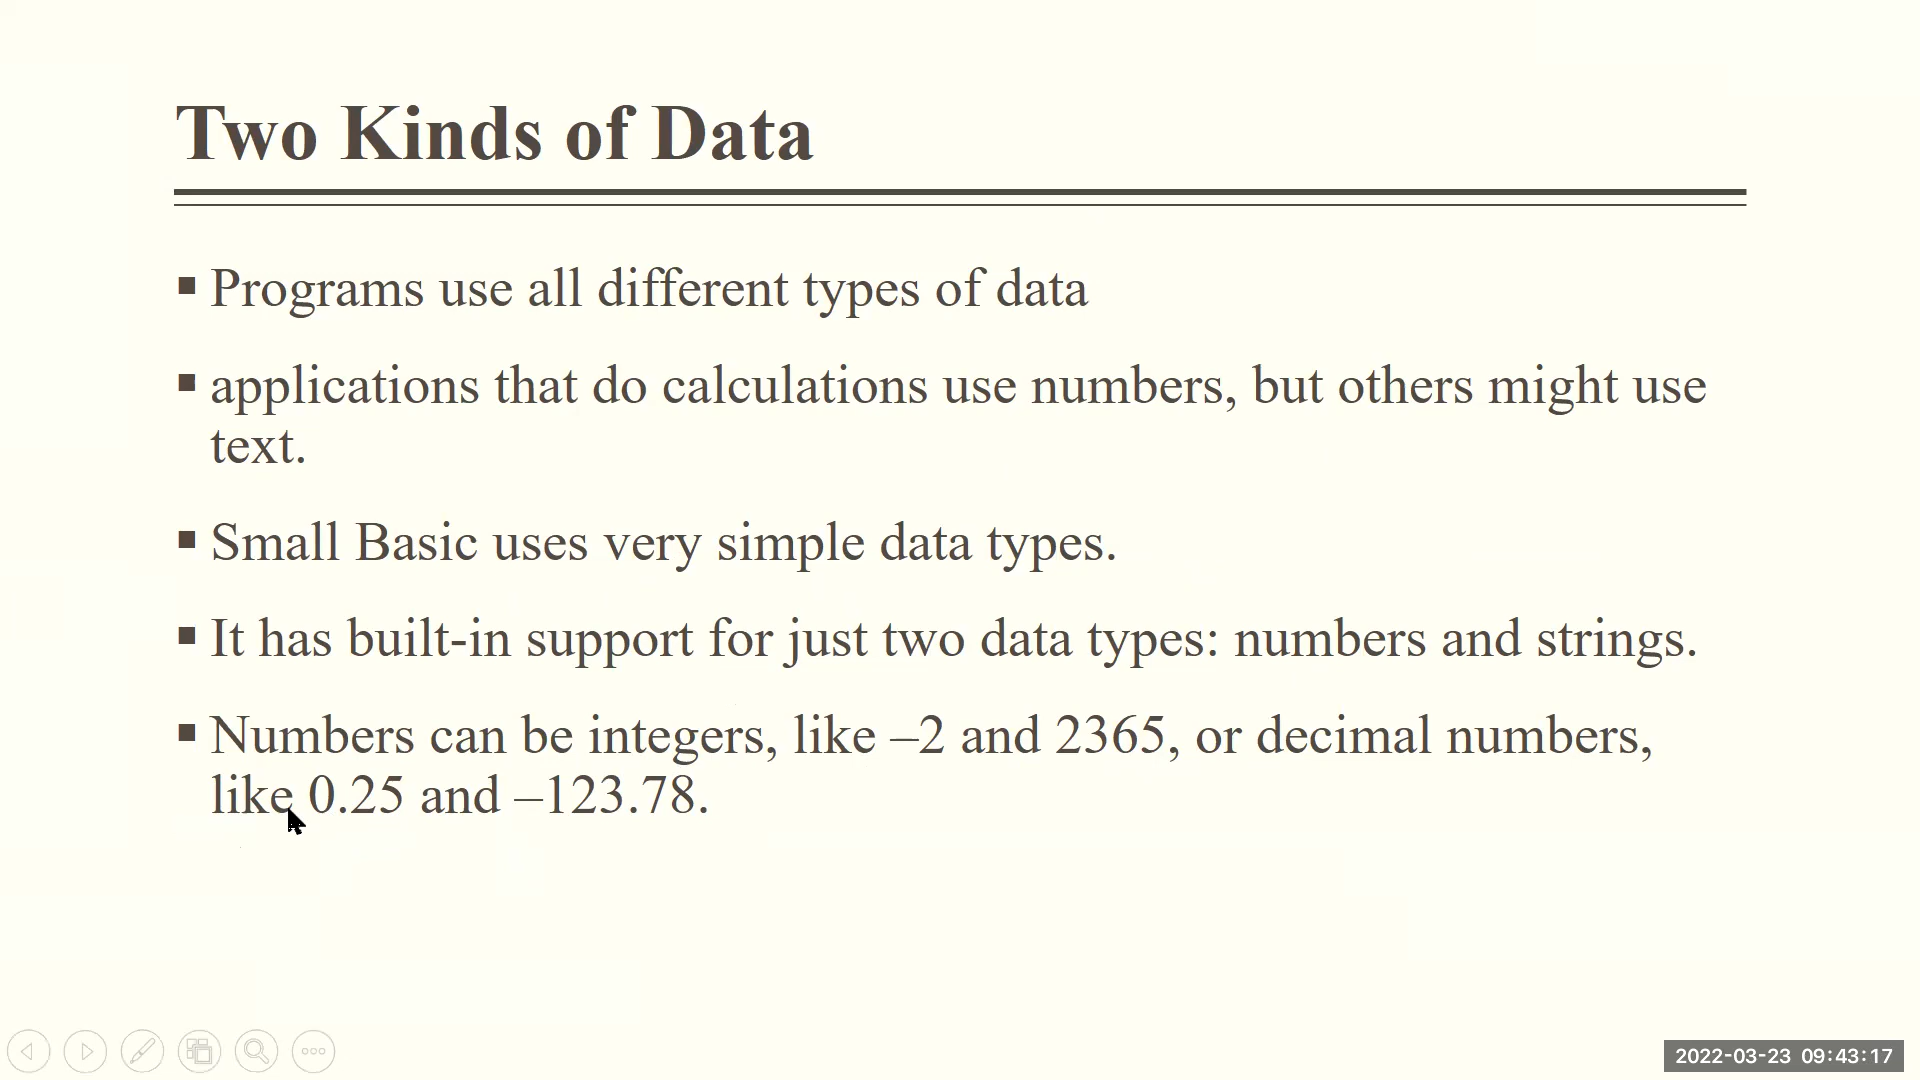 Two Kinds of Data
▪ Programs use all different types of data
▪ applications that do calculations use numbers, but others might use
text.
▪ Small Basic uses very simple data types.
▪ It has built-in support for just two data types: numbers and strings.
▪ Numbers can be integers, like –2 and 2365, or decimal numbers,
like 0.25 and –123.78.
2022-03-23 09:43:17